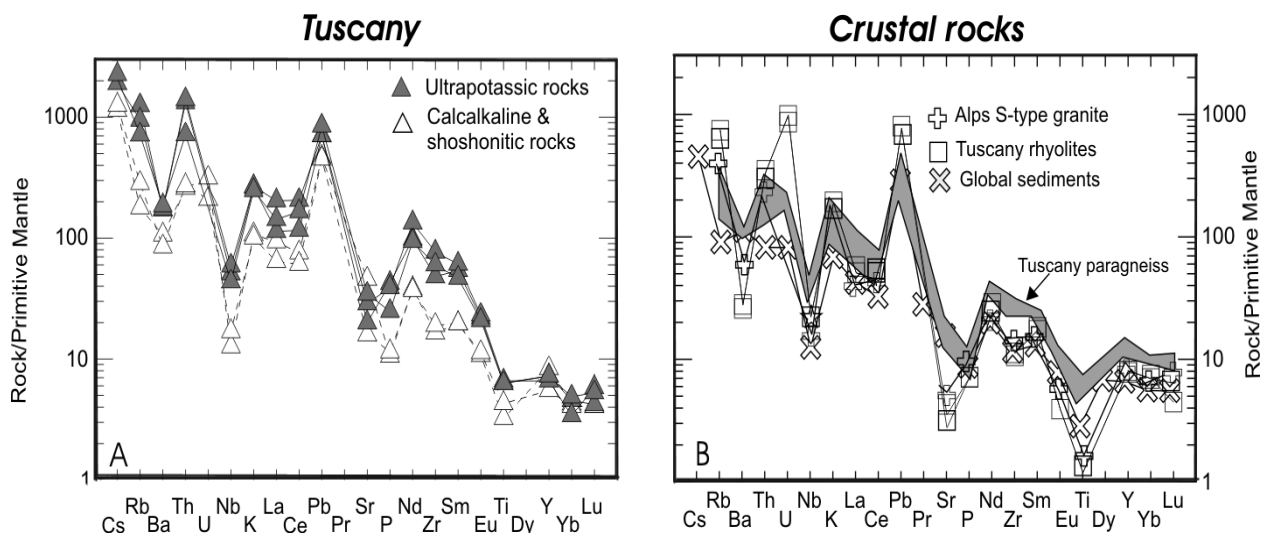 Tuscany
Crustal rocks
Rock/Primitive Mantle
1000
100
10
1
Ultrapotassic rocks
Calcalkaline &
shoshonitic rocks
A
Rb Th Nb La Pb Sr Nd Sm Ti Y Lu
Cs Ba U K Ce Pr P Zr Eu Dy Yb
Alps S-type granite
Tuscany rhyolites
Global sediments
Tuscany paragneiss
B
1000
100
10
1
Rock/Primitive Mantle
Rb Th Nb La Pb Sr Nd Sm Ti Y Lu
Cs Ba U K Ce Pr P Zr Eu Dy Yb